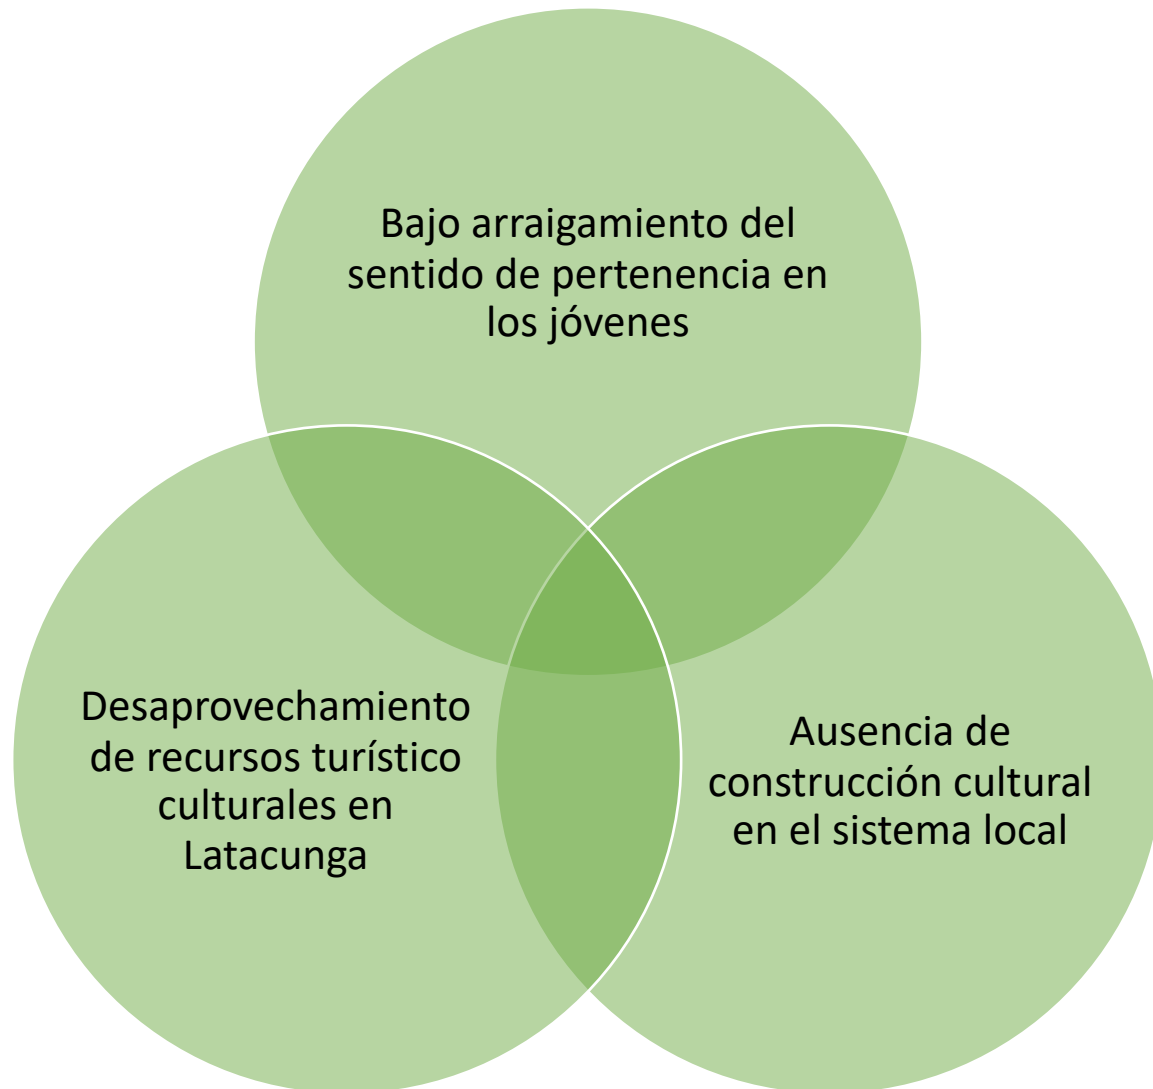 Bajo arraigamiento del
sentido de pertenencia en
los jóvenes
Desaprovechamiento
de recursos turístico
culturales en
Latacunga
Ausencia de
construcción cultural
en el sistema local